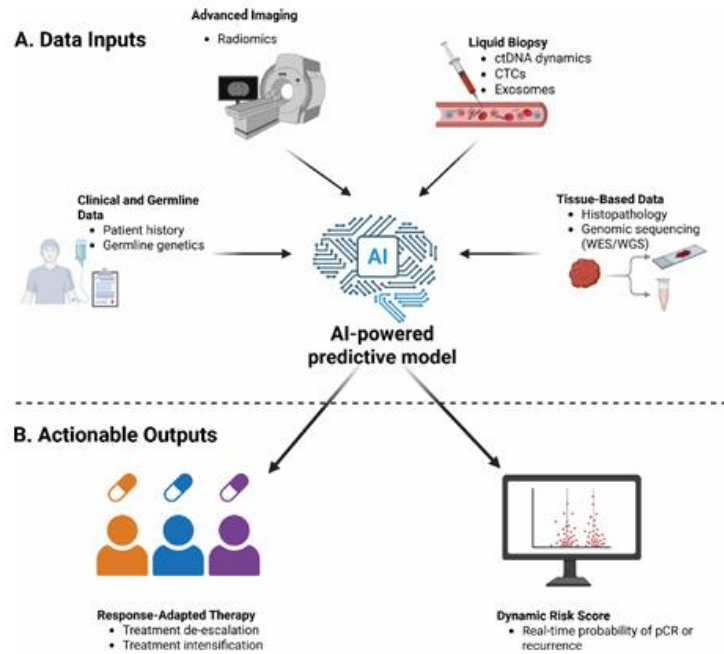 Advanced Imaging
• Radiomics
A. Data Inputs
Liquid Biopsy
• ctDNA dynamics
• CTCs
• Exosomes
Clinical and Germline
Data
• Patient history
• Germline genetics
AI
Tissue-Based Data
• Histopathology
• Genomic sequencing
(WES/WGS)
AI-powered
predictive model
B. Actionable Outputs
Response-Adapted Therapy
• Treatment de-escalation
• Treatment intensification
Dynamic Risk Score
• Real-time probability of pCR or
recurrence